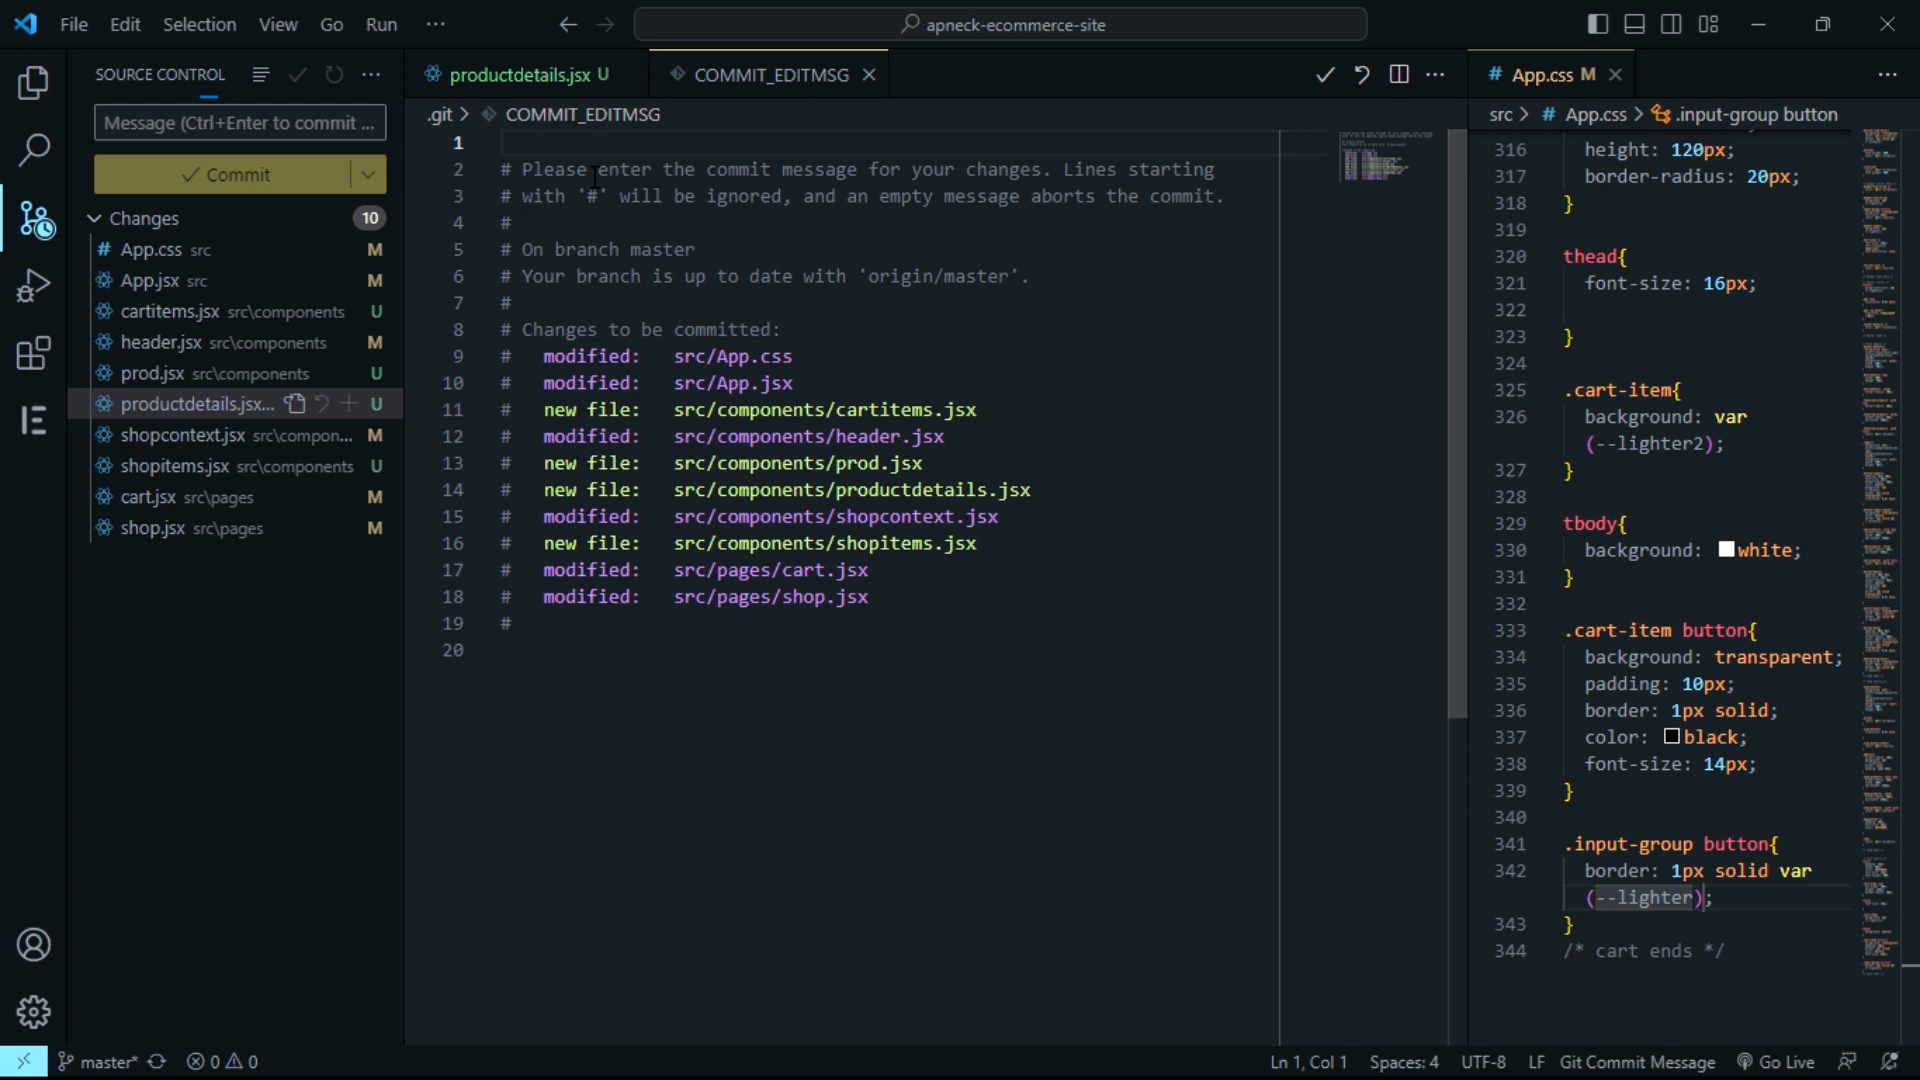 File Edit Selection View Go Run ··· apneck-ecommerce-site
SOURCE CONTROL
Message (Ctrl+Enter to commit ...
Commit
Changes 10
App.css src M
App.jsx src M
cartitems.jsx src\components U
header.jsx src\components M
prod.jsx src\components U
productdetails.jsx... U
shopcontext.jsx src\compon... M
shopitems.jsx src\components U
cart.jsx src\pages M
shop.jsx src\pages M
productdetails.jsx U COMMIT_EDITMSG
.git > COMMIT_EDITMSG
1
2 # Please enter the commit message for your changes. Lines starting
3 # with '#' will be ignored, and an empty message aborts the commit.
4 #
5 # On branch master
6 # Your branch is up to date with 'origin/master'.
7 #
8 # Changes to be committed:
9 # modified: src/App.css
10 # modified: src/App.jsx
11 # new file: src/components/cartitems.jsx
12 # modified: src/components/header.jsx
13 # new file: src/components/prod.jsx
14 # new file: src/components/productdetails.jsx
15 # modified: src/components/shopcontext.jsx
16 # new file: src/components/shopitems.jsx
17 # modified: src/pages/cart.jsx
18 # modified: src/pages/shop.jsx
19 #
20
# App.css M
src > # App.css > .input-group button
316 height: 120px;
317 border-radius: 20px;
318 }
319
320 thead{
321 font-size: 16px;
322
323 }
324
325 .cart-item{
326 background: var
(--lighter2);
327 }
328
329 tbody{
330 background: white;
331 }
332
333 .cart-item button{
334 background: transparent;
335 padding: 10px;
336 border: 1px solid;
337 color: black;
338 font-size: 14px;
339 }
340
341 .input-group button{
342 border: 1px solid var
(--lighter);
343 }
344 /* cart ends */
master* 0 0 Ln 1, Col 1 Spaces: 4 UTF-8 LF Git Commit Message Go Live